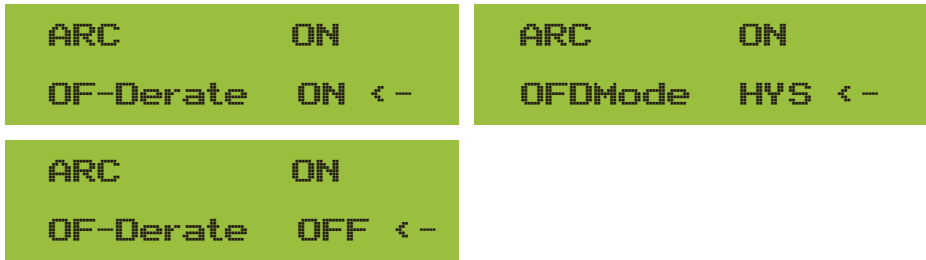 ARC ON
OF-Derate ON <-
ARC ON
OFDMode HYS <-
ARC ON
OF-Derate OFF <-